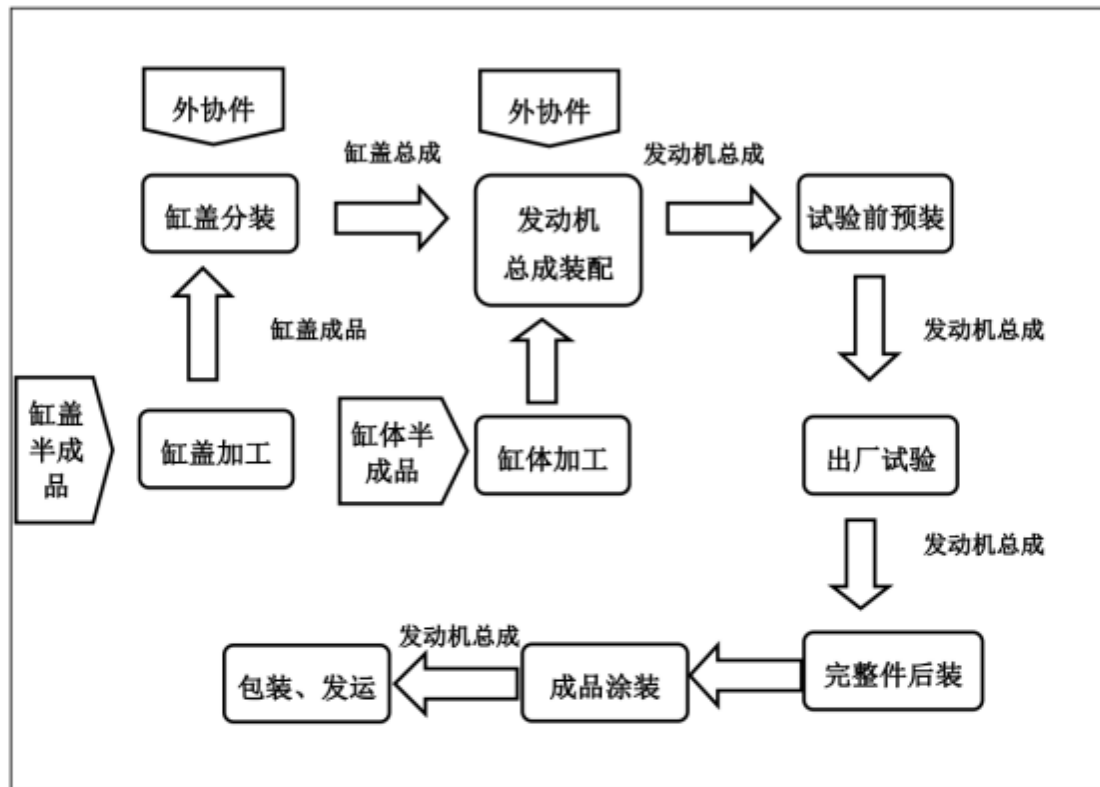 外协件
外协件
缸盖总成
发动机总成
缸盖分装
发动机
总成装配
试验前预装
缸盖成品
发动机总成
缸盖
半成
品
缸盖加工
缸体半
成品
缸体加工
出厂试验
发动机总成
发动机总成
包装、发运
成品涂装
完整件后装